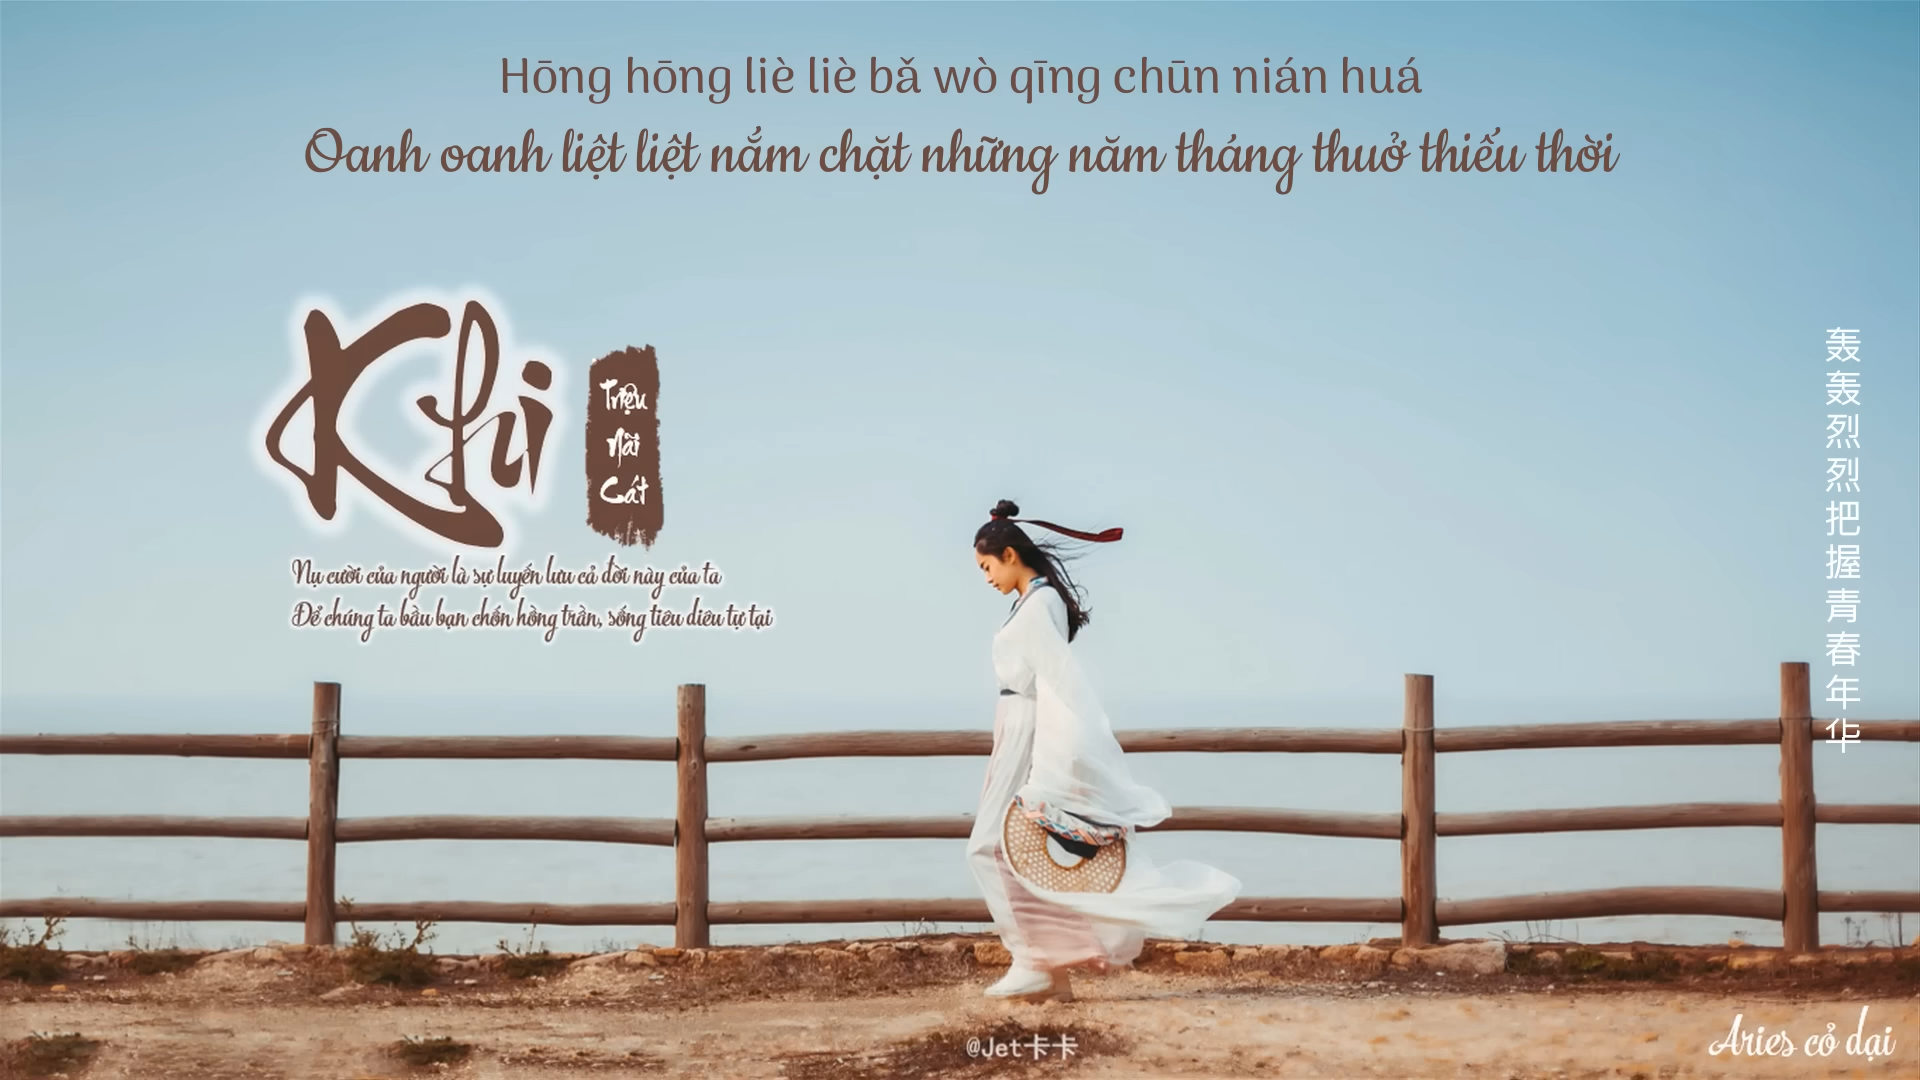 Hōng hōng liè liè bǎ wò qīng chūn nián huá
Oanh oanh liệt liệt nắm chặt những năm tháng thuở thiếu thời
Khi
Triệu
Nãi
Cát
Nụ cười của người là sự luyến lưu cả đời này của ta
Để chúng ta bầu bạn chốn hồng trần, sống tiêu diêu tự tại
轰轰烈烈把握青春年华
@Jet卡卡
Aries cỏ dại